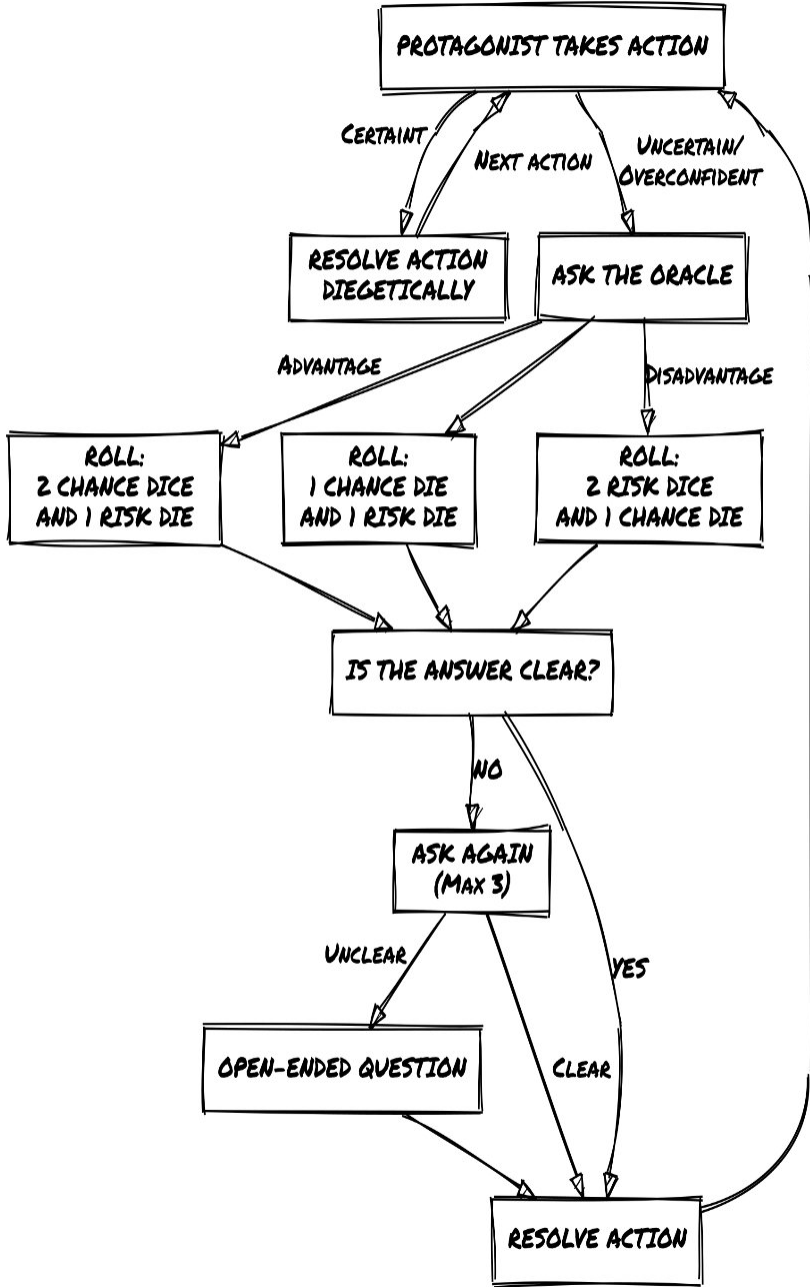 PROTAGONIST TAKES ACTION
CERTAINT
NEXT ACTION
UNCERTAIN/
OVERCONFIDENT
RESOLVE ACTION
DIEGETICALLY
ASK THE ORACLE
ADVANTAGE
DISADVANTAGE
ROLL:
2 CHANCE DICE
AND 1 RISK DIE
ROLL:
1 CHANCE DIE
AND 1 RISK DIE
ROLL:
2 RISK DICE
AND 1 CHANCE DIE
IS THE ANSWER CLEAR?
NO
ASK AGAIN
(MAX 3)
UNCLEAR
YES
OPEN-ENDED QUESTION
CLEAR
RESOLVE ACTION